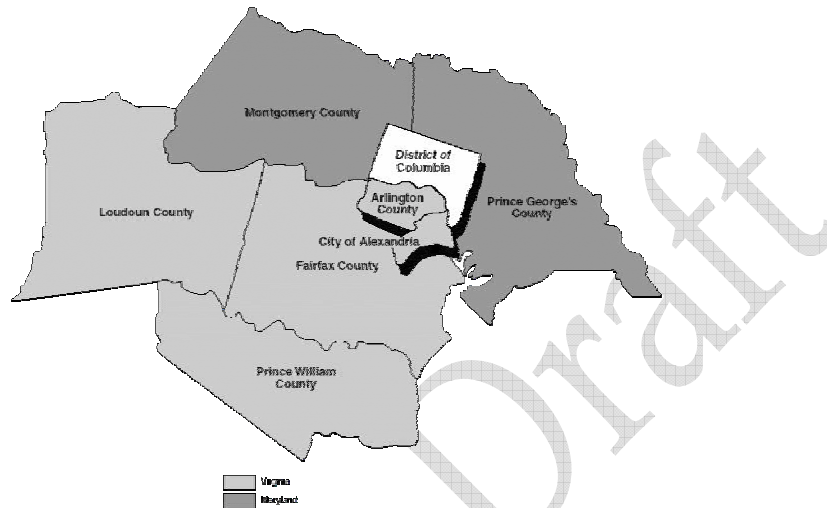 Montgomery County
District of
Columbia
Arlington
County
Prince George's
County
Loudoun County
City of Alexandria
Fairfax County
Prince William
County
Virginia
Maryland
Draft